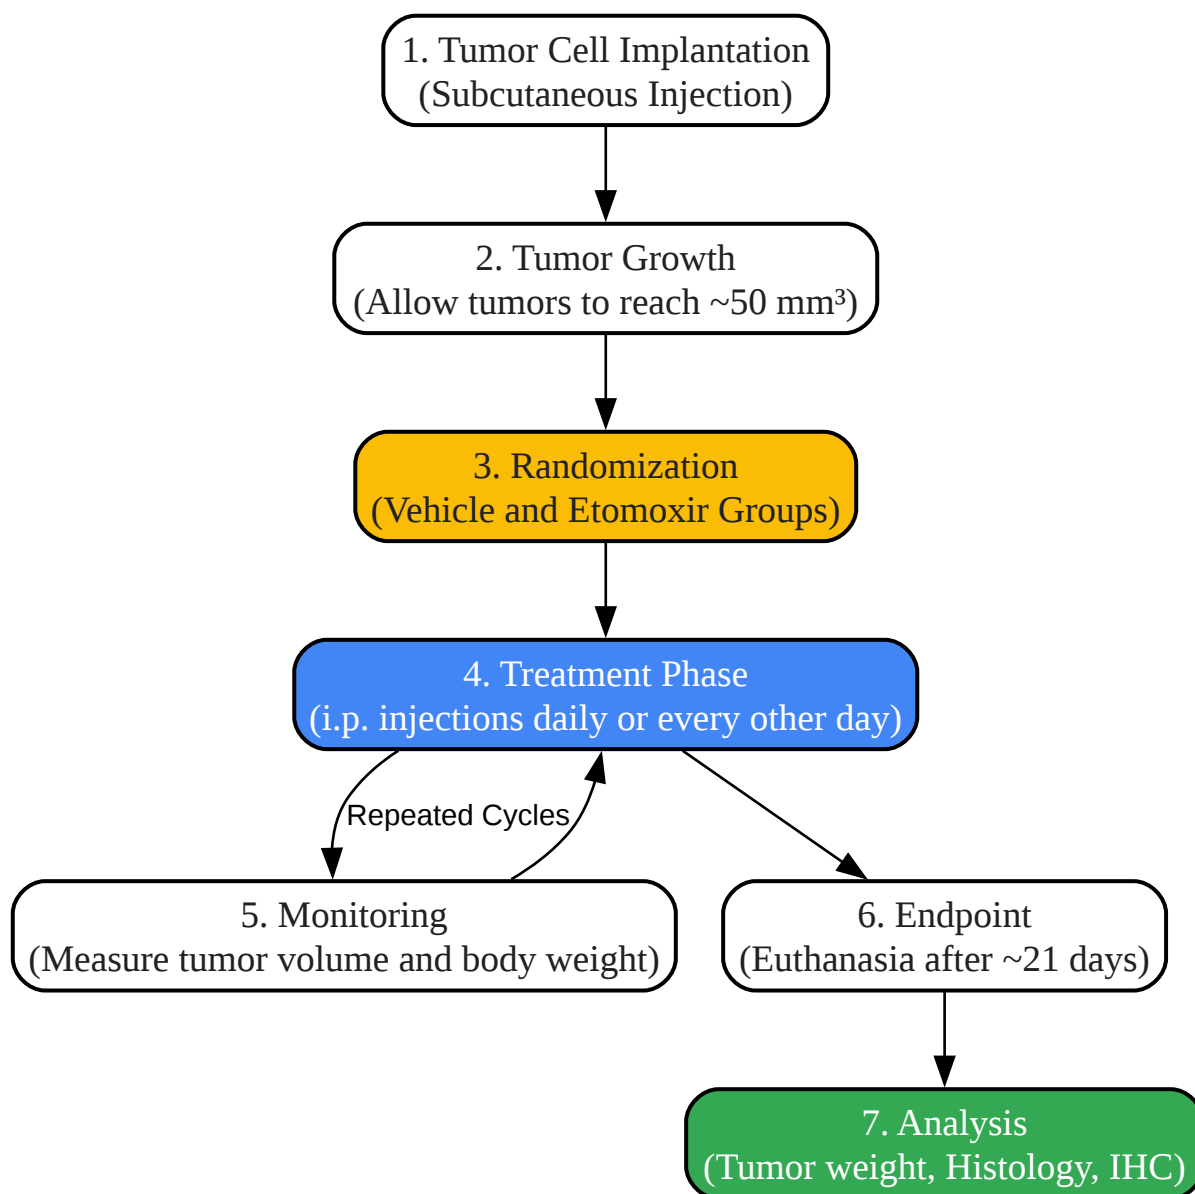 1. Tumor Cell Implantation
(Subcutaneous Injection)
2. Tumor Growth
(Allow tumors to reach ~50 mm³)
3. Randomization
(Vehicle and Etomoxir Groups)
4. Treatment Phase
(i.p. injections daily or every other day)
Repeated Cycles
5. Monitoring
(Measure tumor volume and body weight)
6. Endpoint
(Euthanasia after ~21 days)
7. Analysis
(Tumor weight, Histology, IHC)